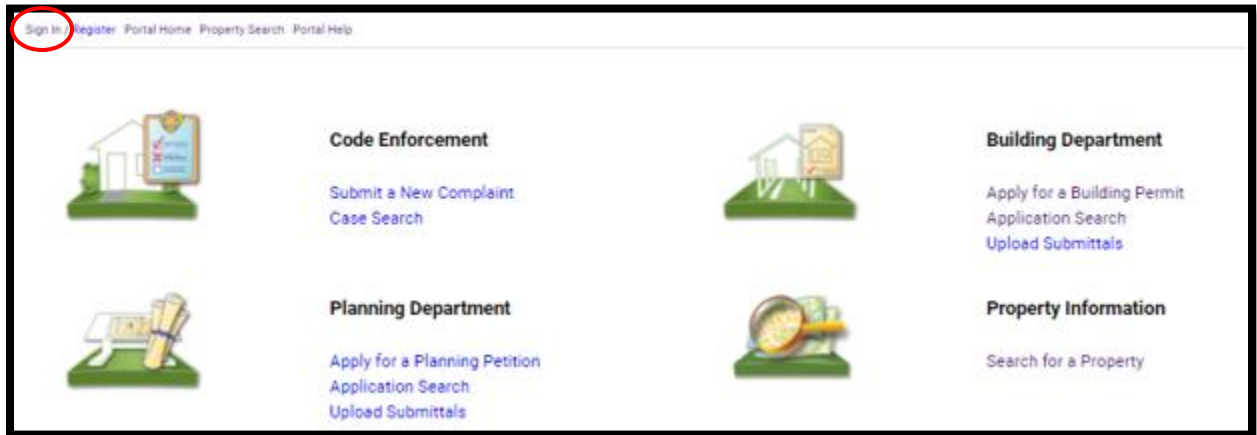 Sign In / Register Portal Home Property Search Portal Help
Code Enforcement
Submit a New Complaint
Case Search
Building Department
Apply for a Building Permit
Application Search
Upload Submittals
Planning Department
Apply for a Planning Petition
Application Search
Upload Submittals
Property Information
Search for a Property